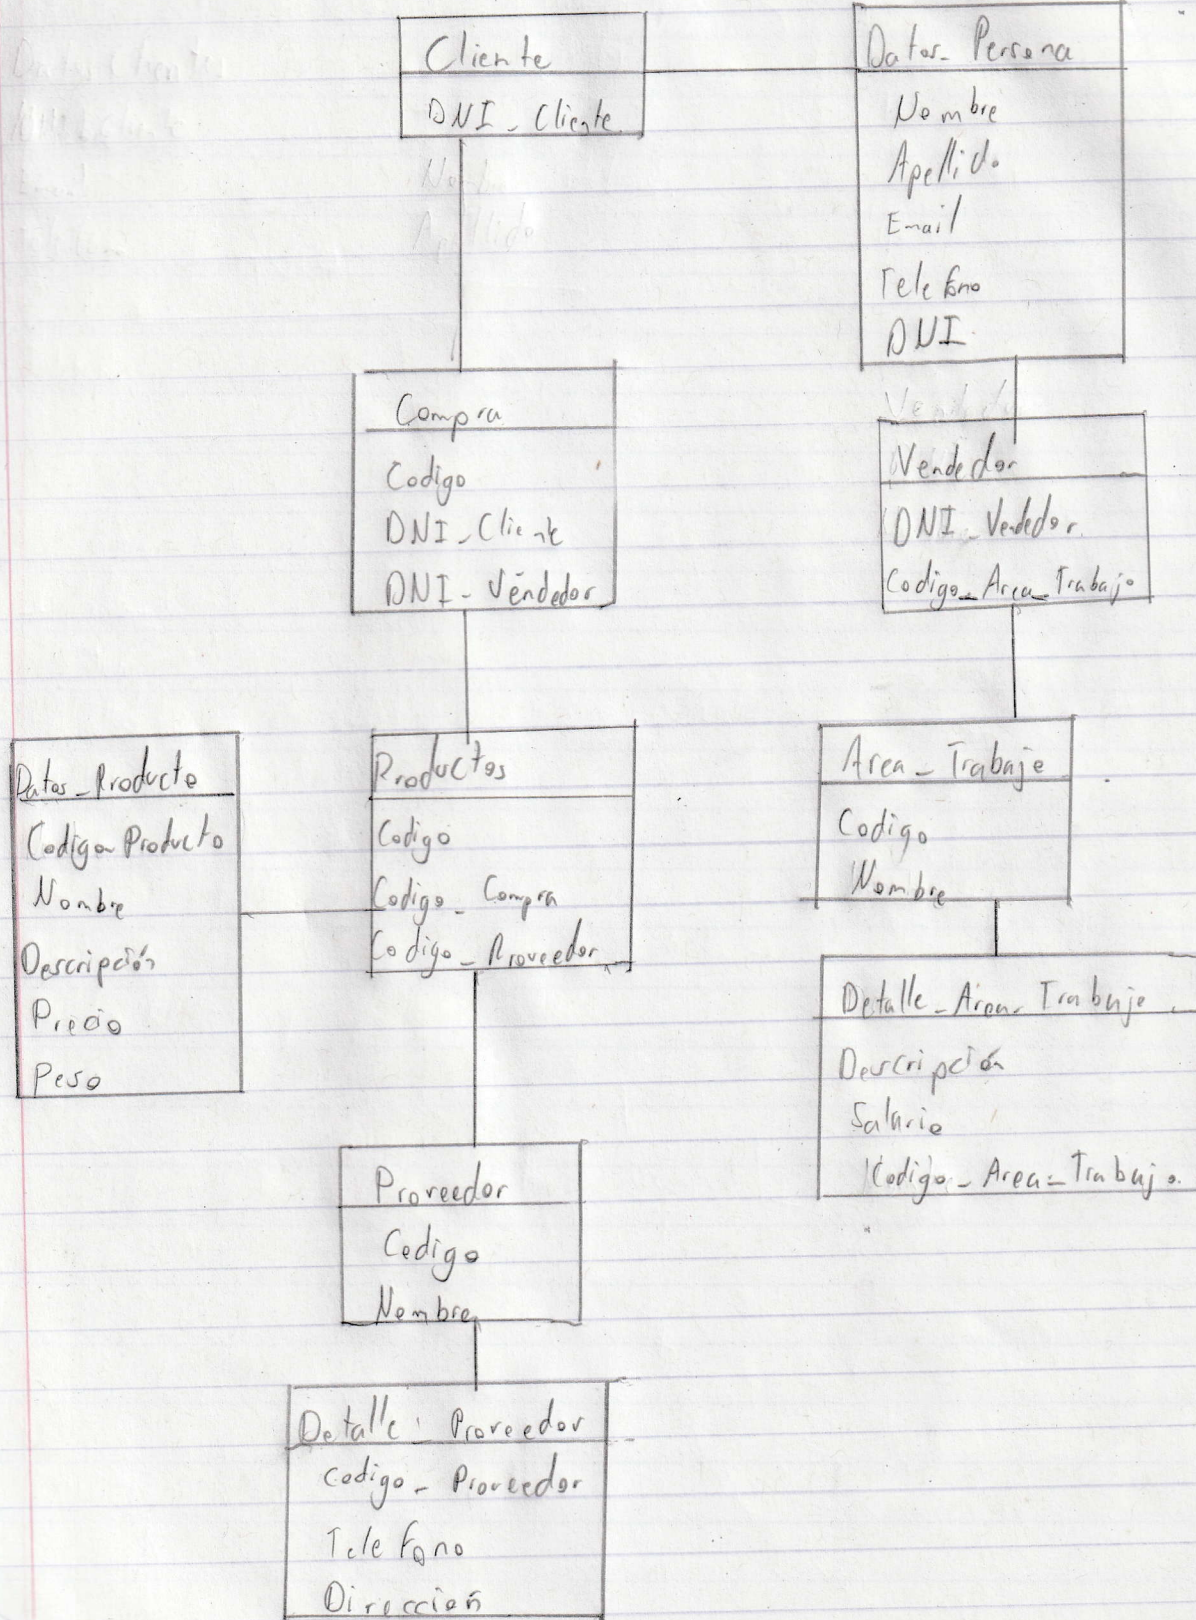 Cliente
DNI_Cliente
Datos_Persona
Nombre
Apellido
Email
Telefono
DNI
Compra
Codigo
DNI_Cliente
DNI_Vendedor
Vendedor
DNI_Vendedor
Codigo_Area_Trabajo
Datos_Producto
Codigo_Producto
Nombre
Descripción
Precio
Peso
Productos
Codigo
Codigo_Compra
Codigo_Proveedor
Area_Trabajo
Codigo
Nombre
Detalle_Area_Trabajo
Descripción
Salario
Codigo_Area_Trabajo
Proveedor
Codigo
Nombre
Detalle_Proveedor
Codigo_Proveedor
Telefono
Direccion